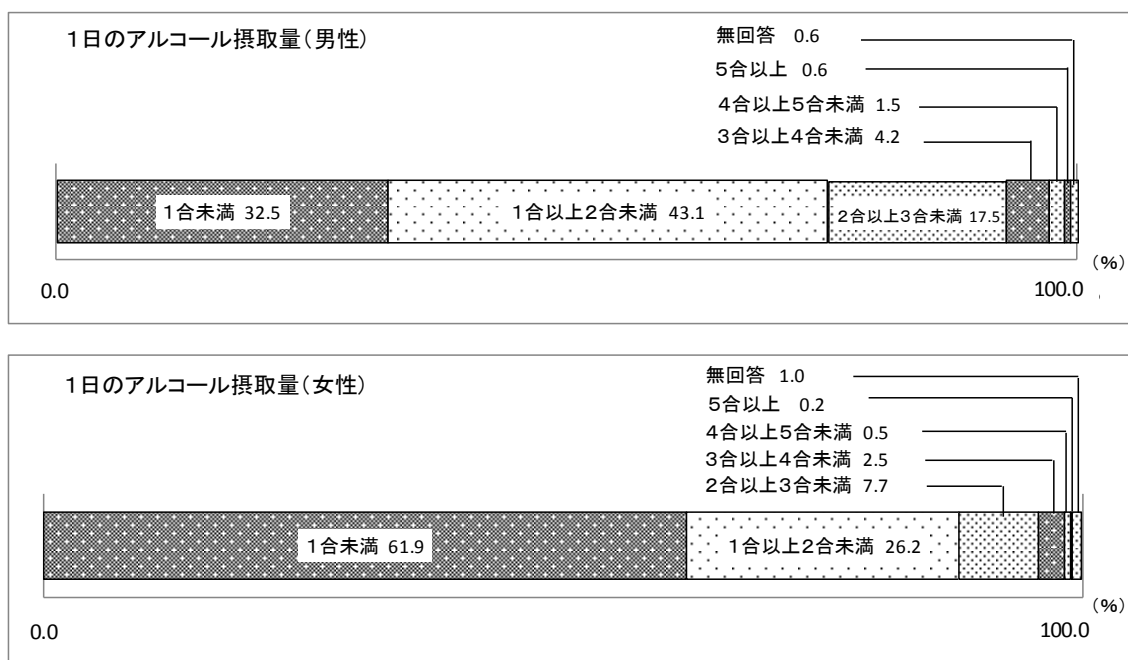 1日のアルコール摂取量(男性)
無回答 0.6
5合以上 0.6
4合以上5合未満 1.5
3合以上4合未満 4.2
1合未満 32.5
1合以上2合未満 43.1
2合以上3合未満 17.5
(%)
0.0
100.0
1日のアルコール摂取量(女性)
無回答 1.0
5合以上 0.2
4合以上5合未満 0.5
3合以上4合未満 2.5
2合以上3合未満 7.7
1合未満 61.9
1合以上2合未満 26.2
(%)
0.0
100.0